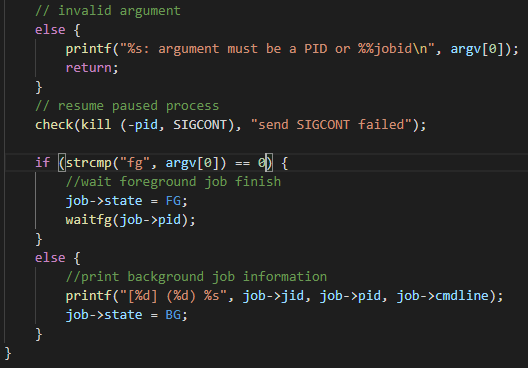 // invalid argument
else {
printf("%s: argument must be a PID or %%jobid\n", argv[0]);
return;
}
// resume paused process
check(kill (-pid, SIGCONT), "send SIGCONT failed");
if (strcmp("fg", argv[0]) == 0) {
//wait foreground job finish
job->state = FG;
waitfg(job->pid);
}
else {
//print background job information
printf("[%d] (%d) %s", job->jid, job->pid, job->cmdline);
job->state = BG;
}
}